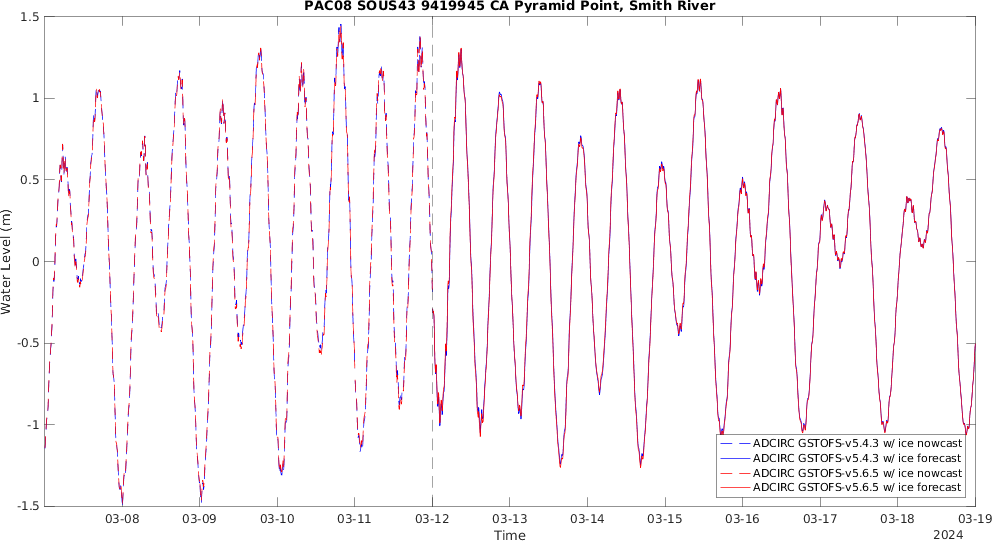 PAC08 SOUS43 9419945 CA Pyramid Point, Smith River
1.5
1
0.5
0
-0.5
-1
-1.5
Water Level (m)
ADCIRC GSTOFS-v5.4.3 w/ ice nowcast
ADCIRC GSTOFS-v5.4.3 w/ ice forecast
ADCIRC GSTOFS-v5.6.5 w/ ice nowcast
ADCIRC GSTOFS-v5.6.5 w/ ice forecast
03-08 03-09 03-10 03-11 03-12 03-13 03-14 03-15 03-16 03-17 03-18 03-19
Time
2024